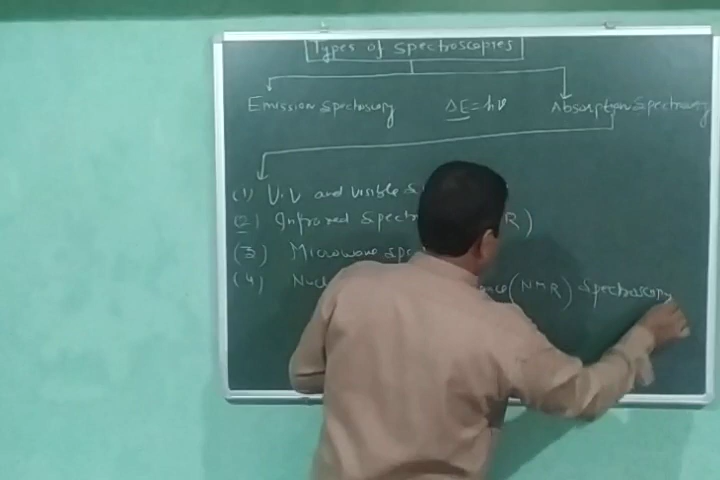 Types of Spectroscopies
Emission Spectroscopy ΔE=hν Absorption Spectroscopy
(1) U.V and visible S
(2) Infrared Spectr R)
(3) Microwave spe
(4) Nucl ence (NMR) Spectroscopy